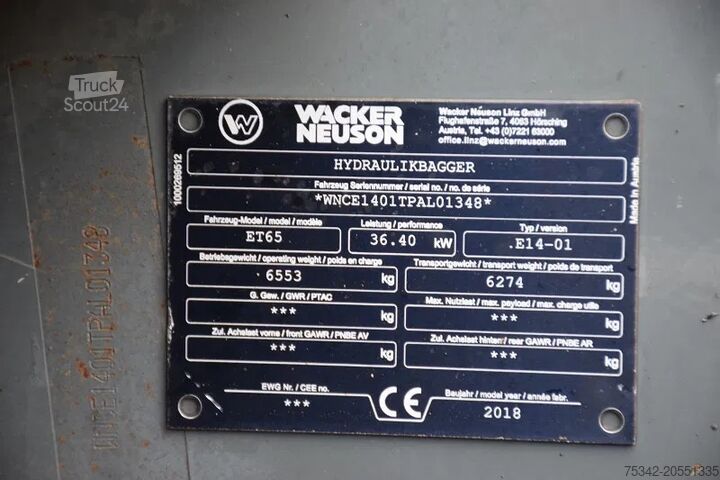 Truck
Scout24
W
WACKER
NEUSON
Wacker Neuson Linz GmbH
Flughafenstraße 7, 4063 Hörsching
Austria, Tel. +43 (0)7221 63000
office.linz@wackerneuson.com
HYDRAULIKBAGGER
Fahrzeug Seriennummer / serial no. / no. de série
*WNCE1401TPAL01348*
Fahrzeug-Model / model / modèle
ET65
Leistung / performance
36.40 kW
Typ / version
.E14-01
Betriebsgewicht / operating weight / poids en charge
6553 kg
Transportgewicht / transport weight / poids de transport
6274 kg
G. Gew. / GWR / PTAC
*** kg
Max. Nutzlast / max. payload / max. charge utile
*** kg
Zul. Achslast vorne / front GAWR / PNBE AV
*** kg
Zul. Achslast hinten / rear GAWR / PNBE AR
*** kg
EWG Nr. / CEE no.
***
CE
Baujahr / model year / année fabr.
2018
1000269512
Made in Austria
WNCE1401TPAL01348
75342-20551335